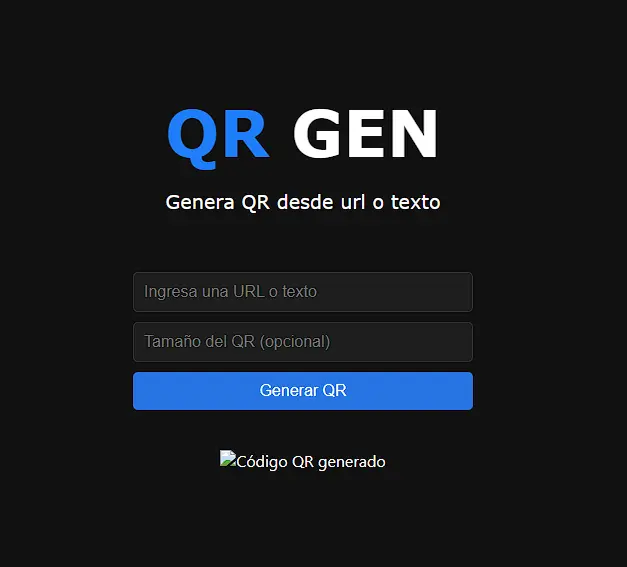 QR GEN
Genera QR desde url o texto
Ingresa una URL o texto
Tamaño del QR (opcional)
Generar QR
Código QR generado